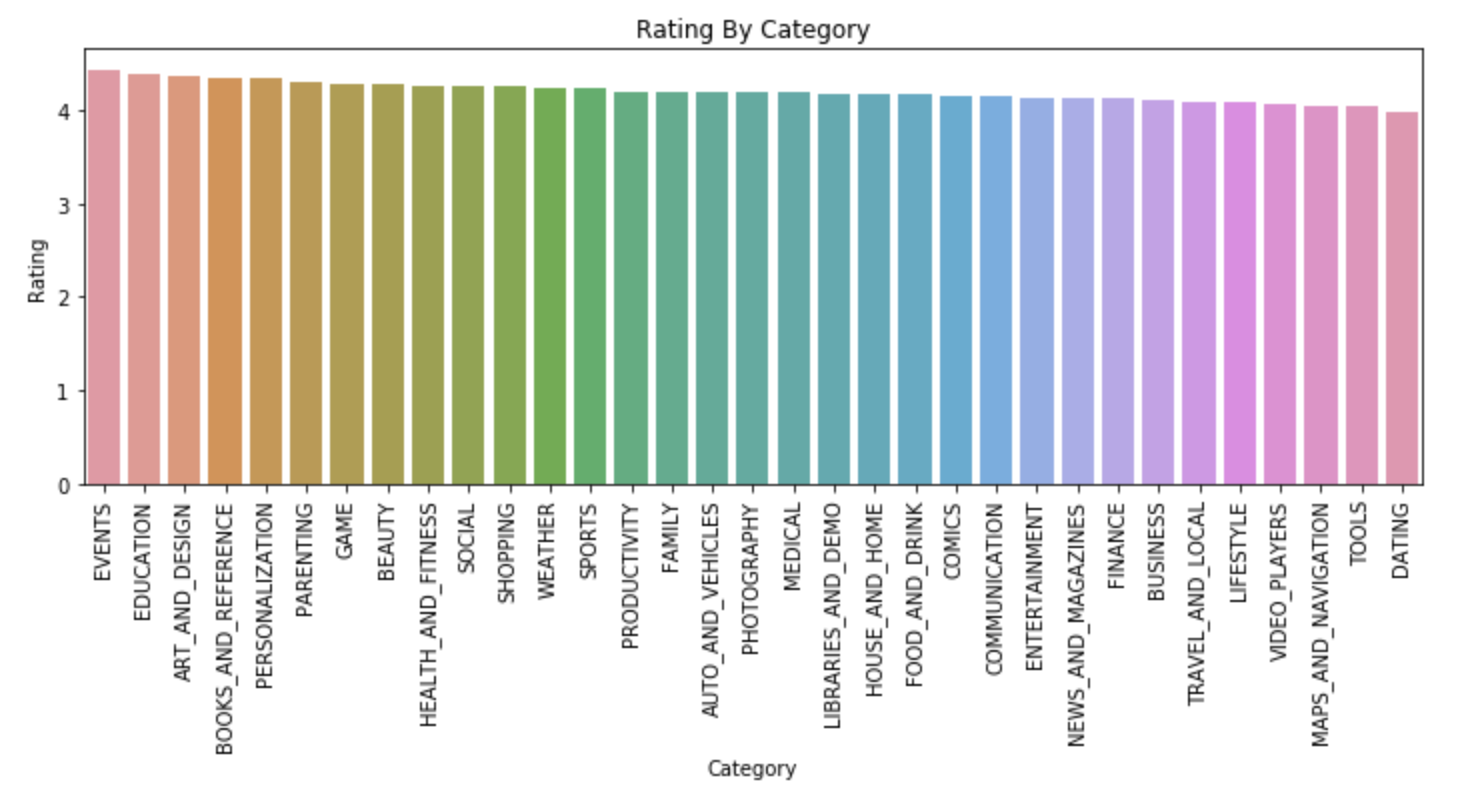 Rating By Category
Rating
4
3
2
1
0
EVENTS
EDUCATION
ART_AND_DESIGN
BOOKS_AND_REFERENCE
PERSONALIZATION
PARENTING
GAME
BEAUTY
HEALTH_AND_FITNESS
SOCIAL
SHOPPING
WEATHER
SPORTS
PRODUCTIVITY
FAMILY
AUTO_AND_VEHICLES
PHOTOGRAPHY
MEDICAL
LIBRARIES_AND_DEMO
HOUSE_AND_HOME
FOOD_AND_DRINK
COMICS
COMMUNICATION
ENTERTAINMENT
NEWS_AND_MAGAZINES
FINANCE
BUSINESS
TRAVEL_AND_LOCAL
LIFESTYLE
VIDEO_PLAYERS
MAPS_AND_NAVIGATION
TOOLS
DATING
Category